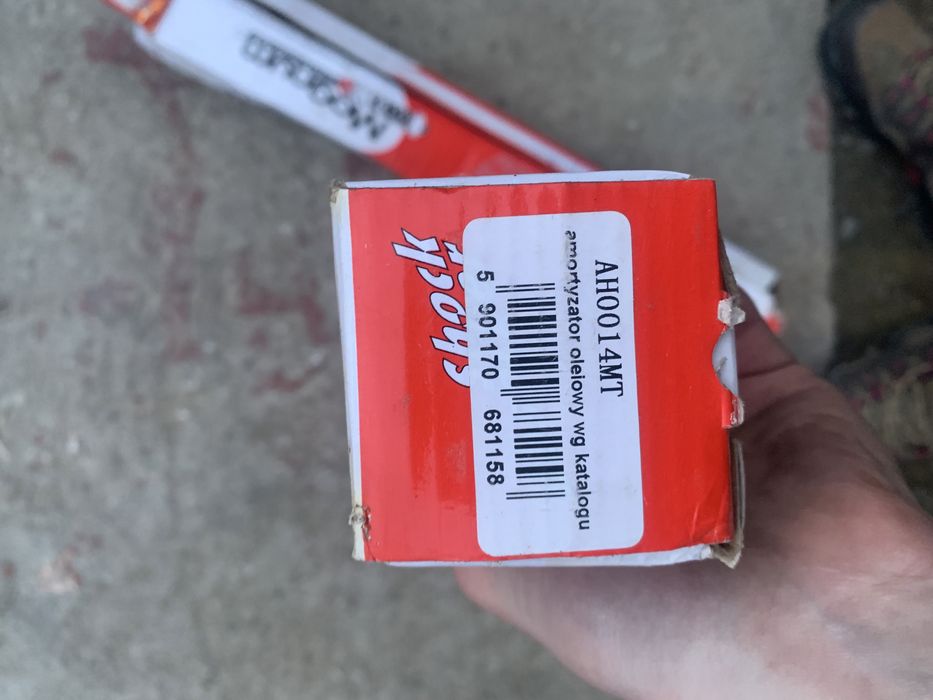 AH0014MT
amortyzator olejowy wg katalogu
5 901170 681158
shock